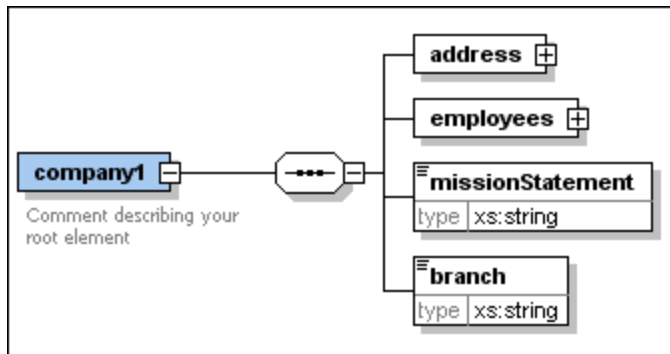 address
employees
company1
missionStatement
type xs:string
Comment describing your
root element
branch
type xs:string